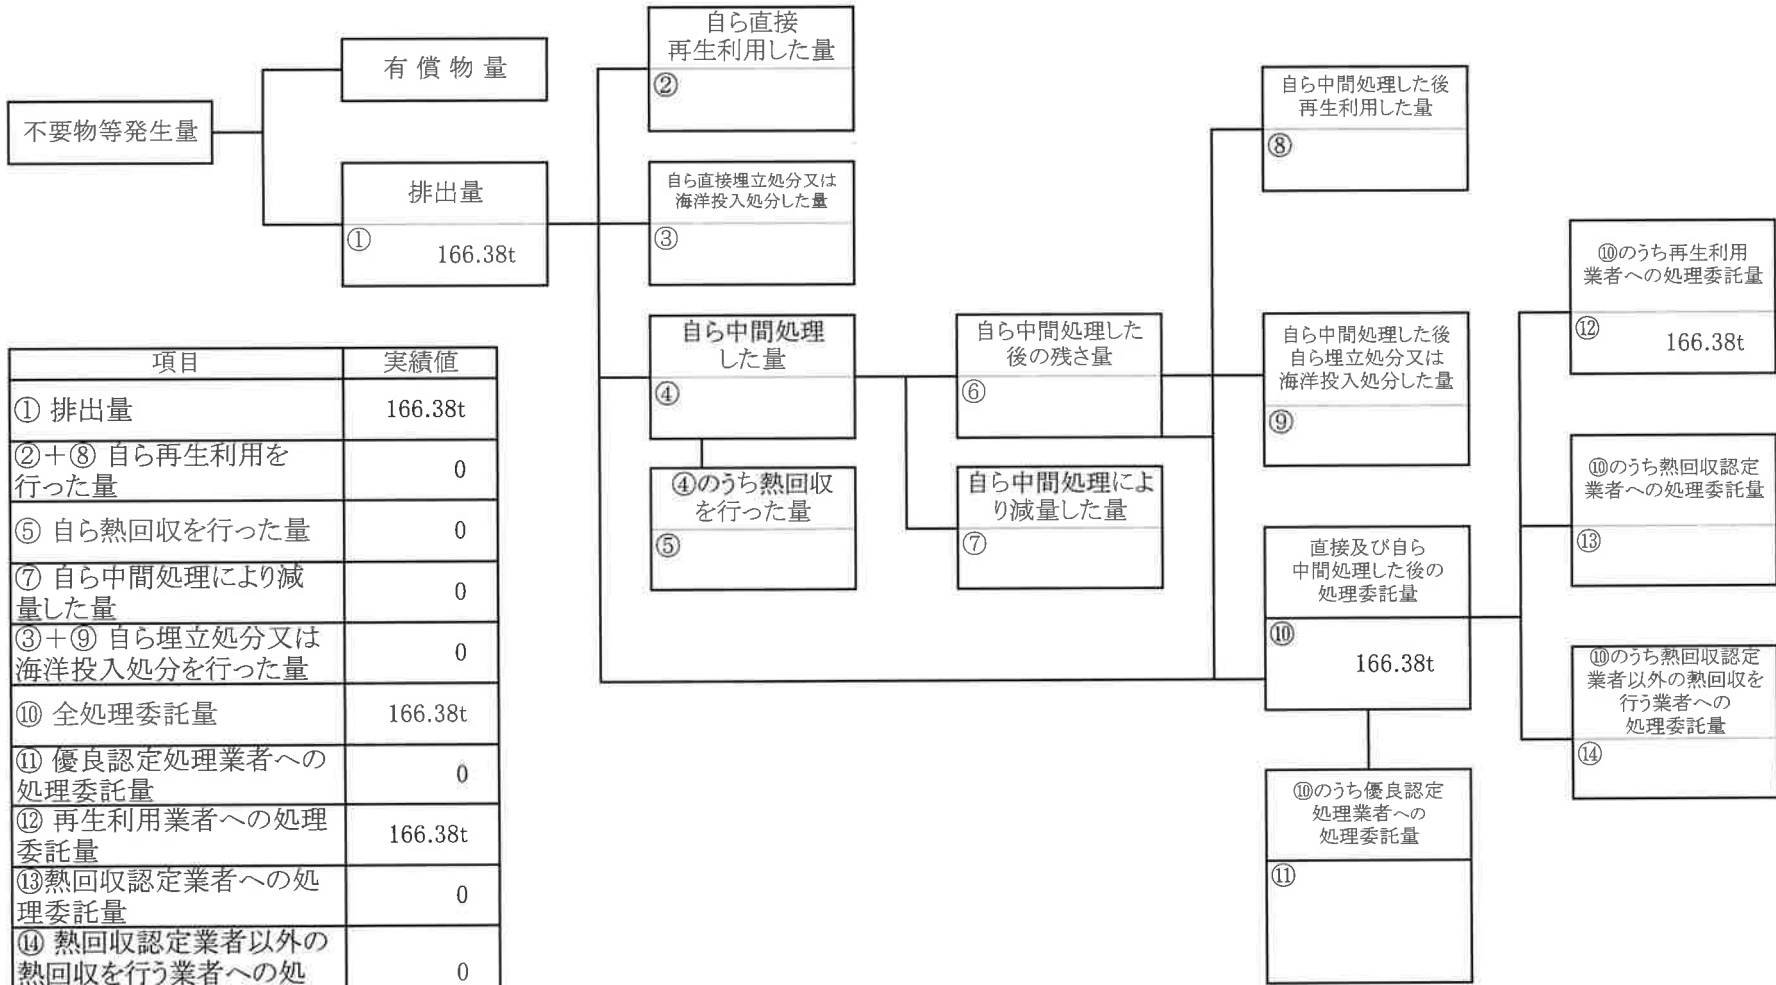 不要物等発生量
有償物量
排出量
①
166.38t
自ら直接
再生利用した量
②
自ら直接埋立処分又は
海洋投入処分した量
③
自ら中間処理
した量
④
④のうち熱回収
を行った量
⑤
自ら中間処理した
後の残さ量
⑥
自ら中間処理によ
り減量した量
⑦
自ら中間処理した後
再生利用した量
⑧
自ら中間処理した後
自ら埋立処分又は
海洋投入処分した量
⑨
直接及び自ら
中間処理した後の
処理委託量
⑩
166.38t
⑩のうち優良認定
処理業者への
処理委託量
⑪
⑩のうち再生利用
業者への処理委託量
⑫
166.38t
⑩のうち熱回収認定
業者への処理委託量
⑬
⑩のうち熱回収認定
業者以外の熱回収を
行う業者への
処理委託量
⑭
項目 実績値
① 排出量 166.38t
②+⑧ 自ら再生利用を
行った量 0
⑤ 自ら熱回収を行った量 0
⑦ 自ら中間処理により減
量した量 0
③+⑨ 自ら埋立処分又は
海洋投入処分を行った量 0
⑩ 全処理委託量 166.38t
⑪ 優良認定処理業者への
処理委託量 0
⑫ 再生利用業者への処理
委託量 166.38t
⑬熱回収認定業者への処
理委託量 0
⑭ 熱回収認定業者以外の
熱回収を行う業者への処 0